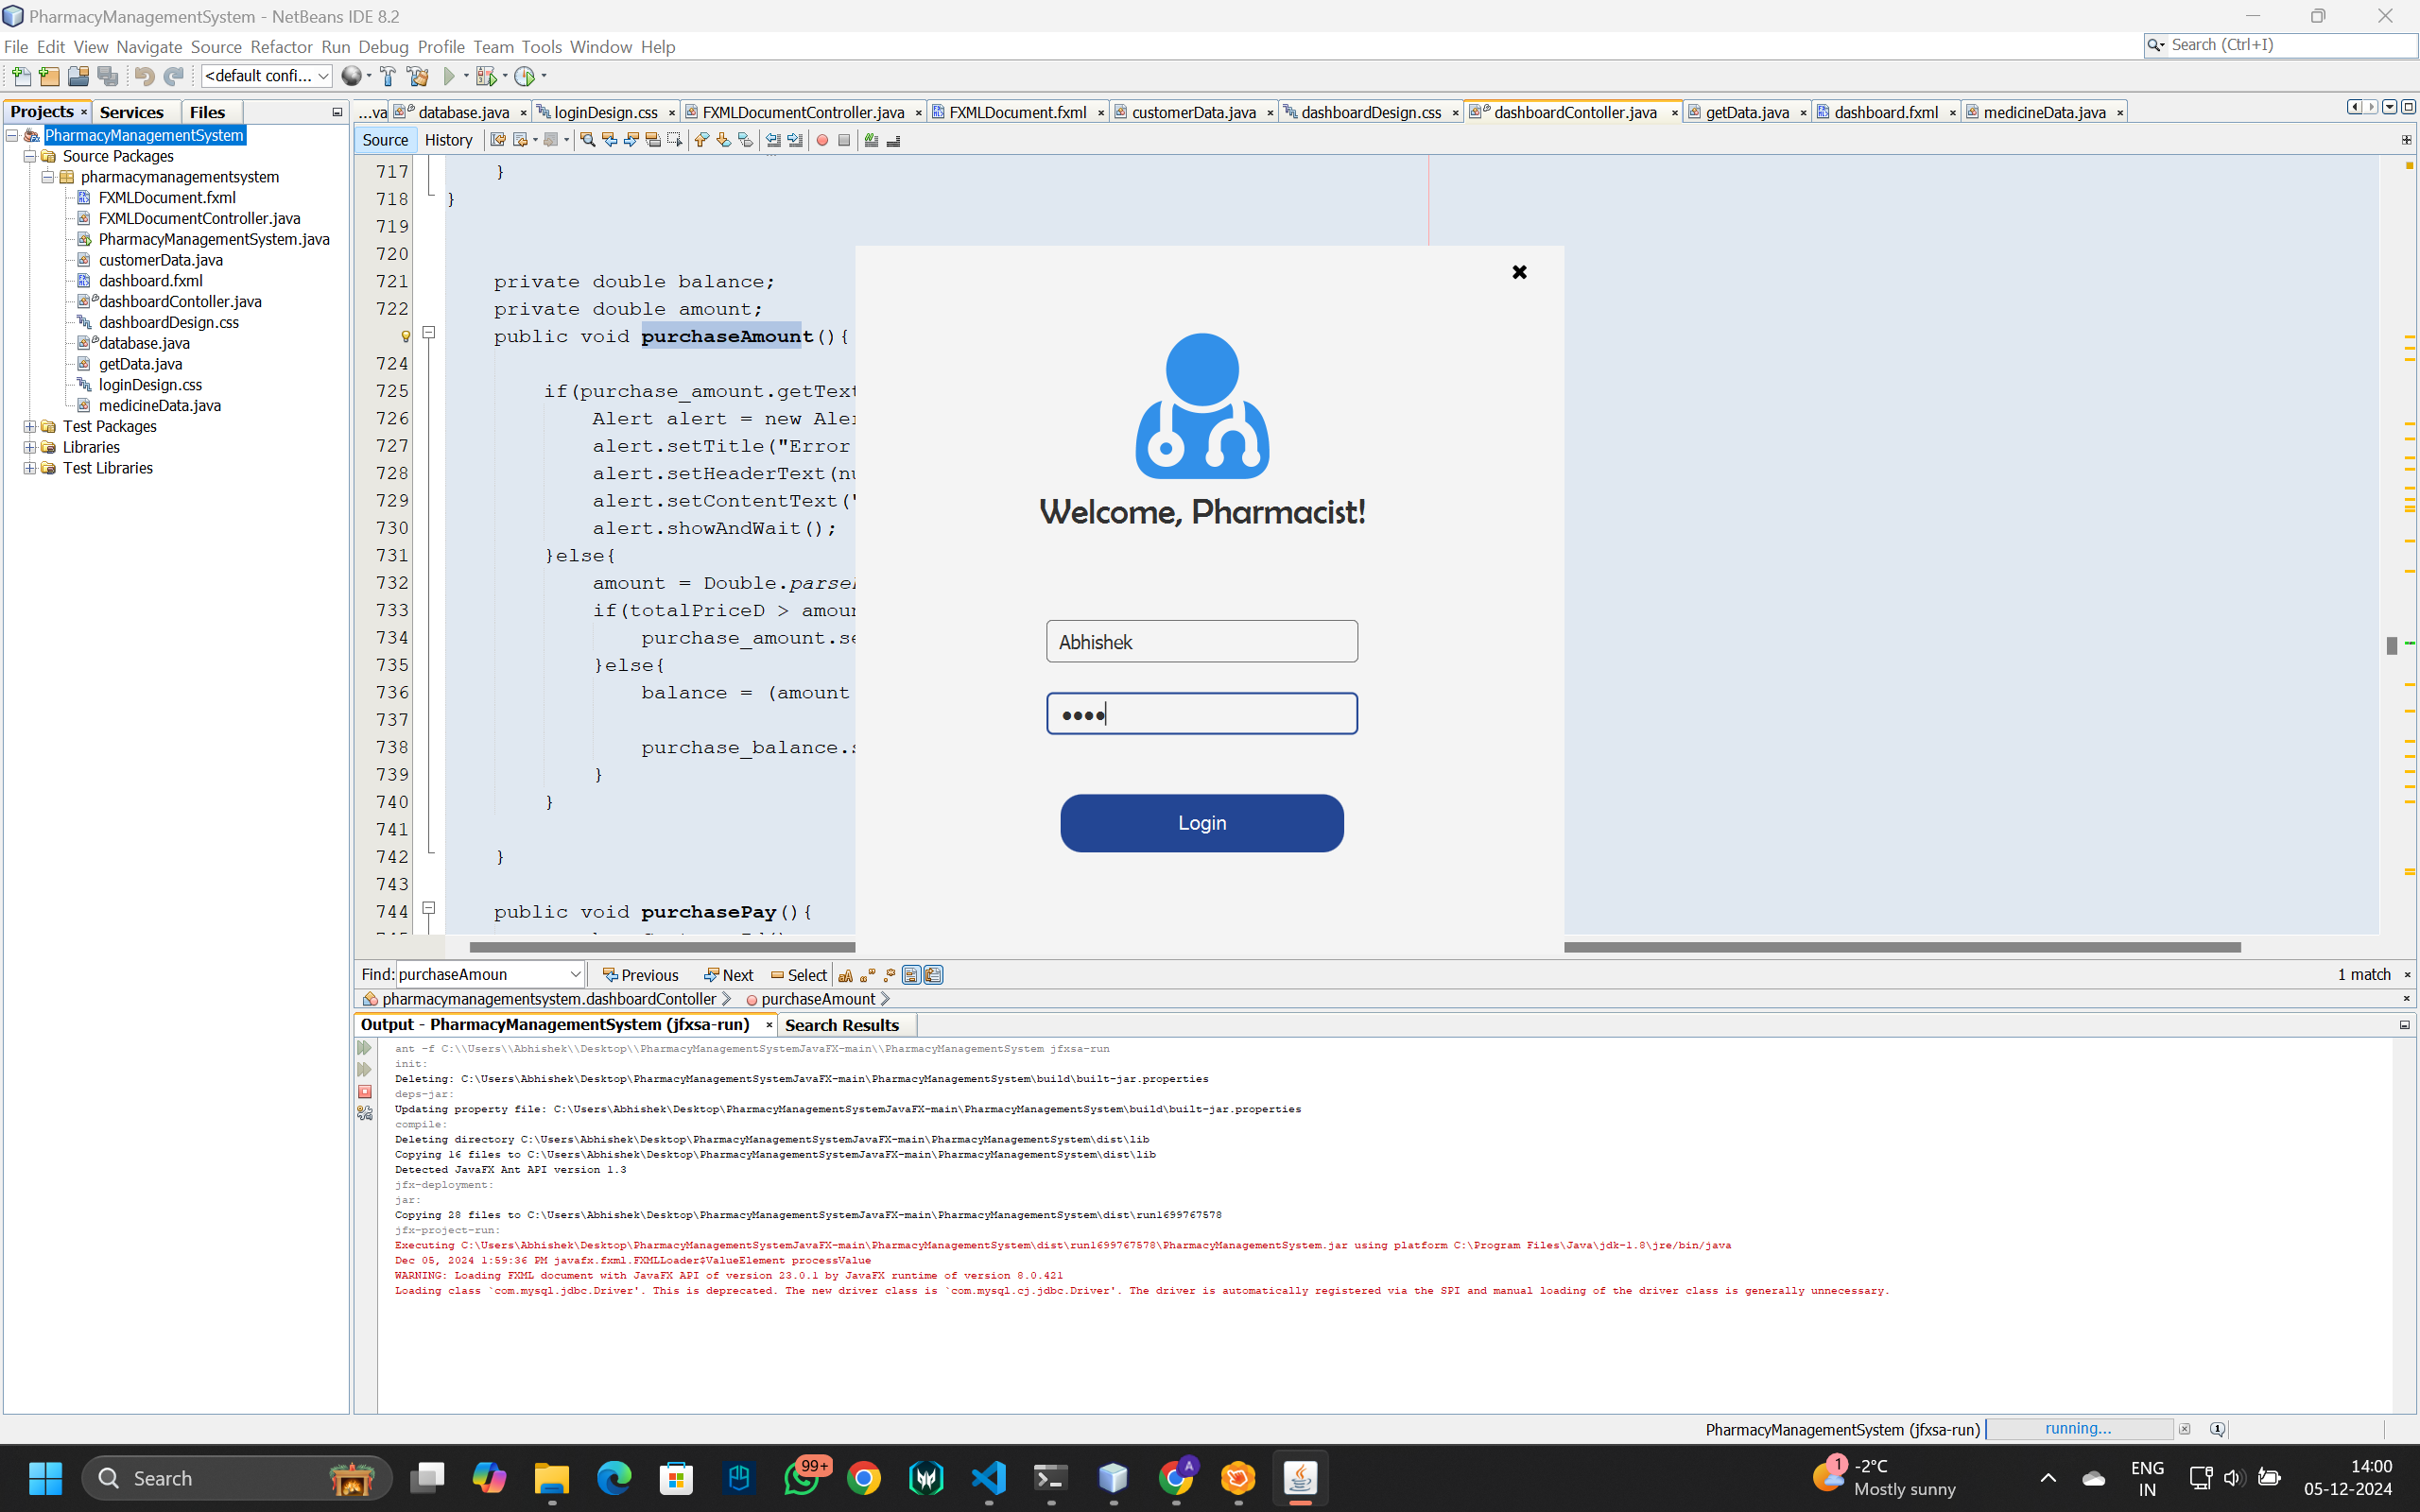 PharmacyManagementSystem - NetBeans IDE 8.2
File Edit View Navigate Source Refactor Run Debug Profile Team Tools Window Help
Search (Ctrl+I)
<default confi...
Projects Services Files
...va database.java loginDesign.css FXMLDocumentController.java FXMLDocument.fxml customerData.java dashboardDesign.css dashboardContoller.java getData.java dashboard.fxml medicineData.java
PharmacyManagementSystem
Source Packages
pharmacymanagementsystem
FXMLDocument.fxml
FXMLDocumentController.java
PharmacyManagementSystem.java
customerData.java
dashboard.fxml
dashboardContoller.java
dashboardDesign.css
database.java
getData.java
loginDesign.css
medicineData.java
Test Packages
Libraries
Test Libraries
Source History
717 }
718 }
719
720
721 private double balance;
722 private double amount;
public void purchaseAmount(){
724
725 if(purchase_amount.getText
726 Alert alert = new Aler
727 alert.setTitle("Error
728 alert.setHeaderText(nu
729 alert.setContentText("
730 alert.showAndWait();
731 }else{
732 amount = Double.parse
733 if(totalPriceD > amoun
734 purchase_amount.se
735 }else{
736 balance = (amount
737
738 purchase_balance.s
739 }
740 }
741
742 }
743
744 public void purchasePay(){
Welcome, Pharmacist!
Abhishek
••••
Login
Find: purchaseAmoun Previous Next Select 1 match
pharmacymanagementsystem.dashboardContoller purchaseAmount
Output - PharmacyManagementSystem (jfxsa-run) Search Results
ant -f C:\\Users\\Abhishek\\Desktop\\PharmacyManagementSystemJavaFX-main\\PharmacyManagementSystem jfxsa-run
init:
Deleting: C:\Users\Abhishek\Desktop\PharmacyManagementSystemJavaFX-main\PharmacyManagementSystem\build\built-jar.properties
deps-jar:
Updating property file: C:\Users\Abhishek\Desktop\PharmacyManagementSystemJavaFX-main\PharmacyManagementSystem\build\built-jar.properties
compile:
Deleting directory C:\Users\Abhishek\Desktop\PharmacyManagementSystemJavaFX-main\PharmacyManagementSystem\dist\lib
Copying 16 files to C:\Users\Abhishek\Desktop\PharmacyManagementSystemJavaFX-main\PharmacyManagementSystem\dist\lib
Detected JavaFX Ant API version 1.3
jfx-deployment:
jar:
Copying 28 files to C:\Users\Abhishek\Desktop\PharmacyManagementSystemJavaFX-main\PharmacyManagementSystem\dist\run1699767578
jfx-project-run:
Executing C:\Users\Abhishek\Desktop\PharmacyManagementSystemJavaFX-main\PharmacyManagementSystem\dist\run1699767578\PharmacyManagementSystem.jar using platform C:\Program Files\Java\jdk-1.8\jre/bin/java
Dec 05, 2024 1:59:36 PM javafx.fxml.FXMLLoader$ValueElement processValue
WARNING: Loading FXML document with JavaFX API of version 23.0.1 by JavaFX runtime of version 8.0.421
Loading class `com.mysql.jdbc.Driver'. This is deprecated. The new driver class is `com.mysql.cj.jdbc.Driver'. The driver is automatically registered via the SPI and manual loading of the driver class is generally unnecessary.
PharmacyManagementSystem (jfxsa-run) running...
Search
99+
A
1
-2°C
Mostly sunny
ENG
IN
14:00
05-12-2024